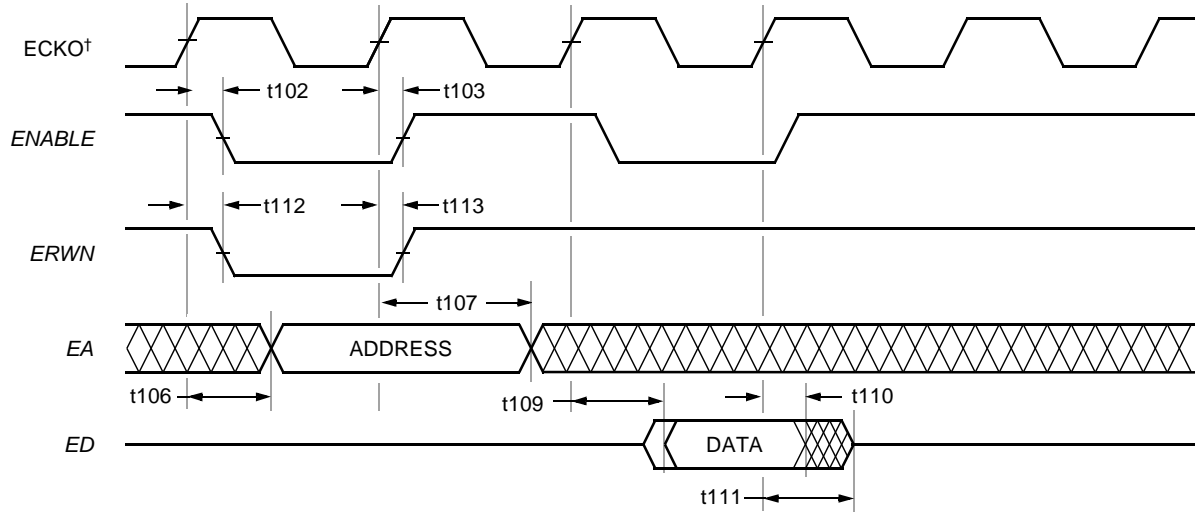 ECKO†
t102
t103
ENABLE
t112
t113
ERWN
t107
EA
ADDRESS
t106
t109
t110
ED
DATA
t111